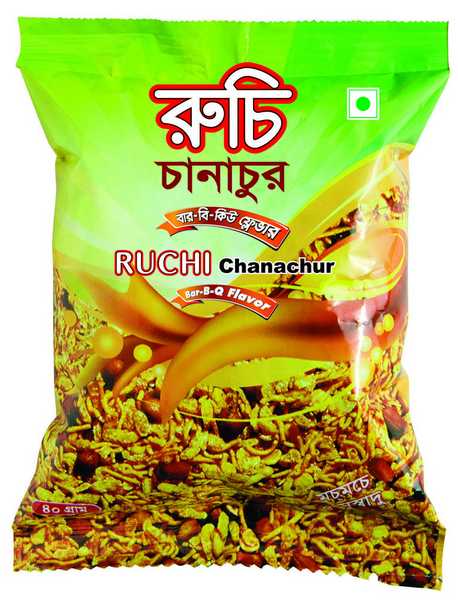 রুচি
চানাচুর
বার-বি-কিউ ফ্লেভার
RUCHI Chanachur
Bar-B-Q Flavor
মচমচে
৪০ গ্রাম